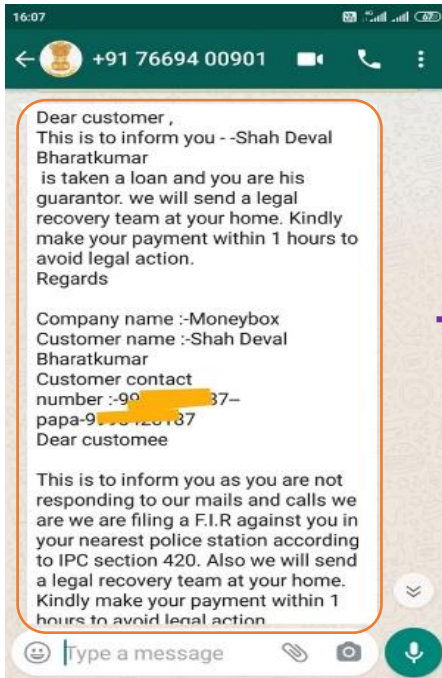 16:07
+91 76694 00901
Dear customer ,
This is to inform you - -Shah Deval
Bharatkumar
is taken a loan and you are his
guarantor. we will send a legal
recovery team at your home. Kindly
make your payment within 1 hours to
avoid legal action.
Regards
Company name :-Moneybox
Customer name :-Shah Deval
Bharatkumar
Customer contact
number :-99 37–
papa-9 37
Dear customee
This is to inform you as you are not
responding to our mails and calls we
are we are filing a F.I.R against you in
your nearest police station according
to IPC section 420. Also we will send
a legal recovery team at your home.
Kindly make your payment within 1
hours to avoid legal action
Type a message